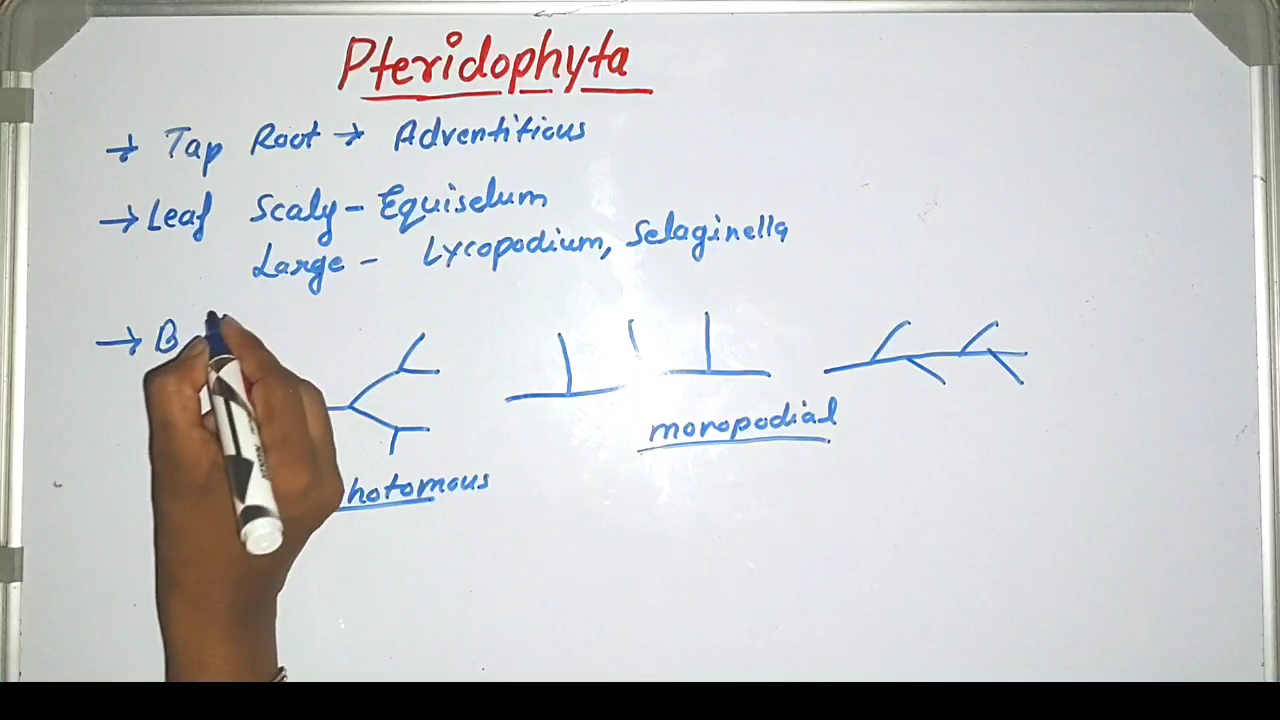 Pteridophyta
→ Tap Root → Adventitious
→ Leaf Scaly - Equisetum
Large - Lycopodium, Selaginella
→ B
monopodial
hotomous